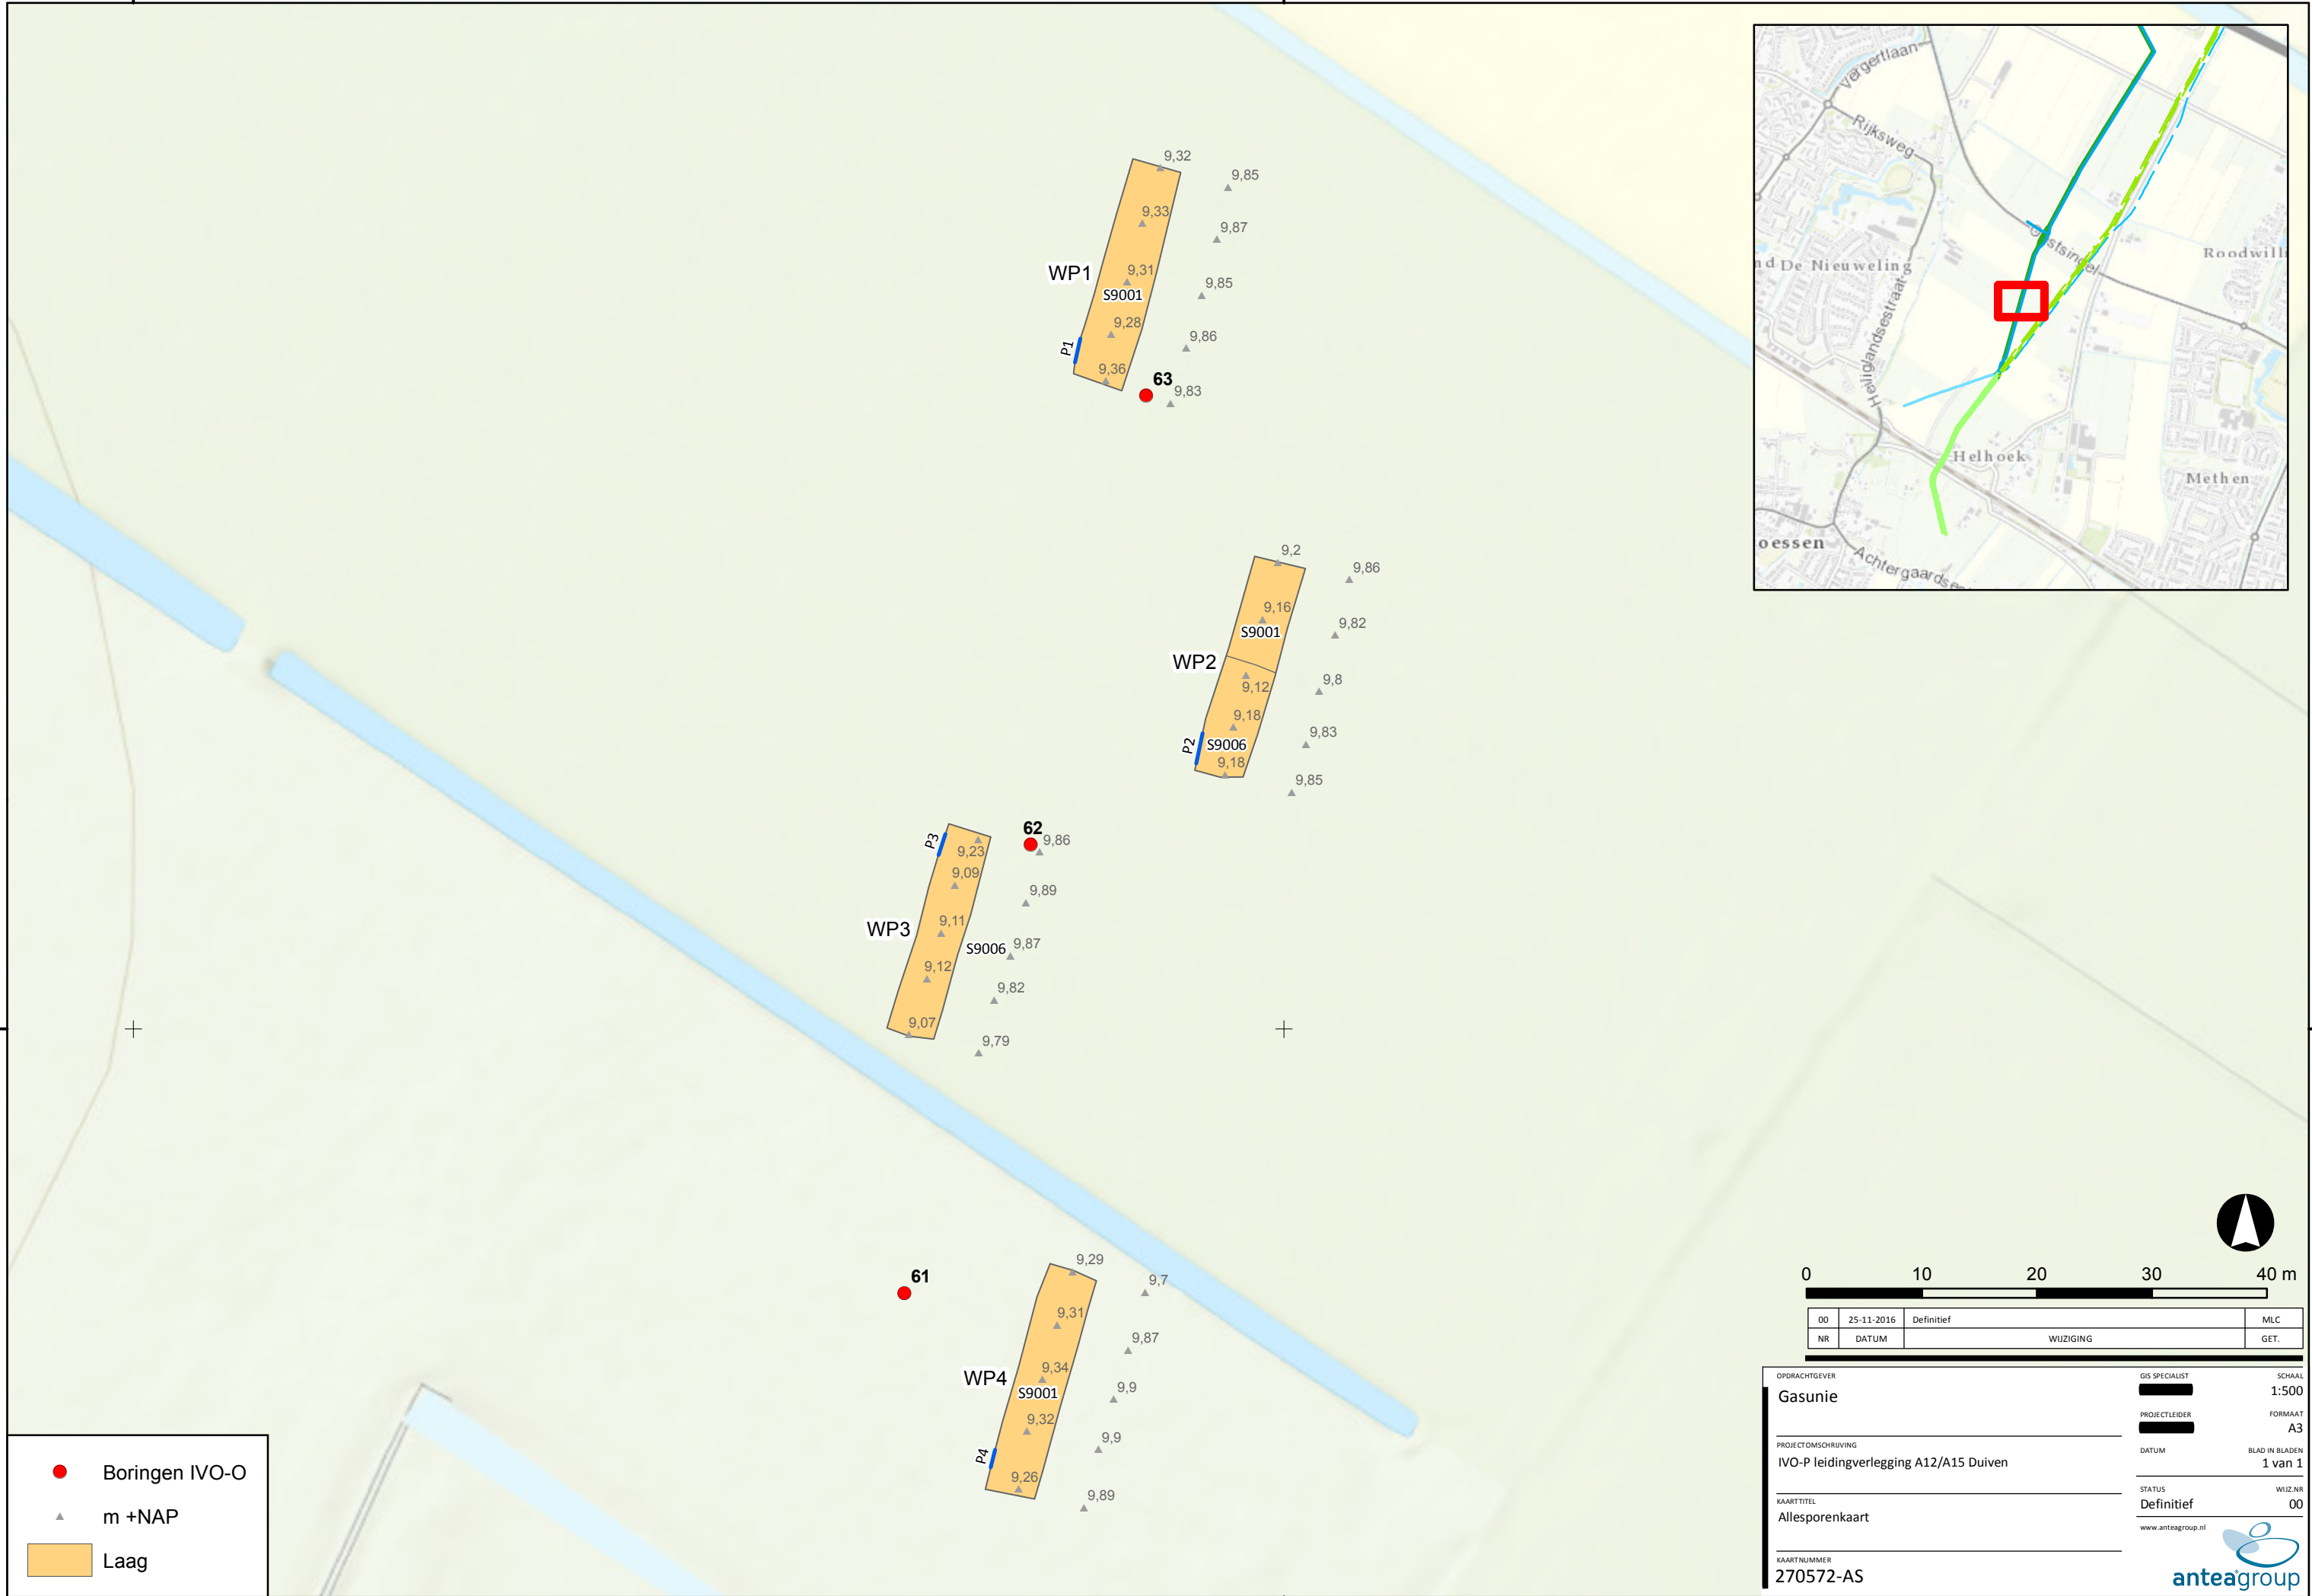 9,32
9,85
9,33
9,87
WP1
9,31
S9001
9,85
9,28
9,86
P1
9,36
63
9,83
9,2
9,86
9,16
S9001
9,82
WP2
9,12
9,8
9,18
P2
S9006
9,83
9,18
9,85
P3
62
9,86
9,23
9,09
9,89
WP3
9,11
S9006
9,87
9,12
9,82
9,07
9,79
61
9,29
9,7
9,31
9,87
WP4
9,34
S9001
9,9
9,32
9,9
P4
9,26
9,89
Vergertlaan
Rijksweg
Oostsingel
Roodwilli
nd De Nieuweling
Heiliglandsestraat
Helhoek
Methen
oessen
Achtergaardse
Boringen IVO-O
m +NAP
Laag
0 10 20 30 40 m
00 25-11-2016 Definitief MLC
NR DATUM WIJZIGING GET.
OPDRACHTGEVER
Gasunie
GIS SPECIALIST
SCHAAL
1:500
PROJECTLEIDER
FORMAAT
A3
PROJECTOMSCHRIJVING
IVO-P leidingverlegging A12/A15 Duiven
DATUM
BLAD IN BLADEN
1 van 1
STATUS
Definitief
WIJZ.NR
00
KAARTTITEL
Allesporenkaart
www.anteagroup.nl
KAARTNUMMER
270572-AS
anteagroup